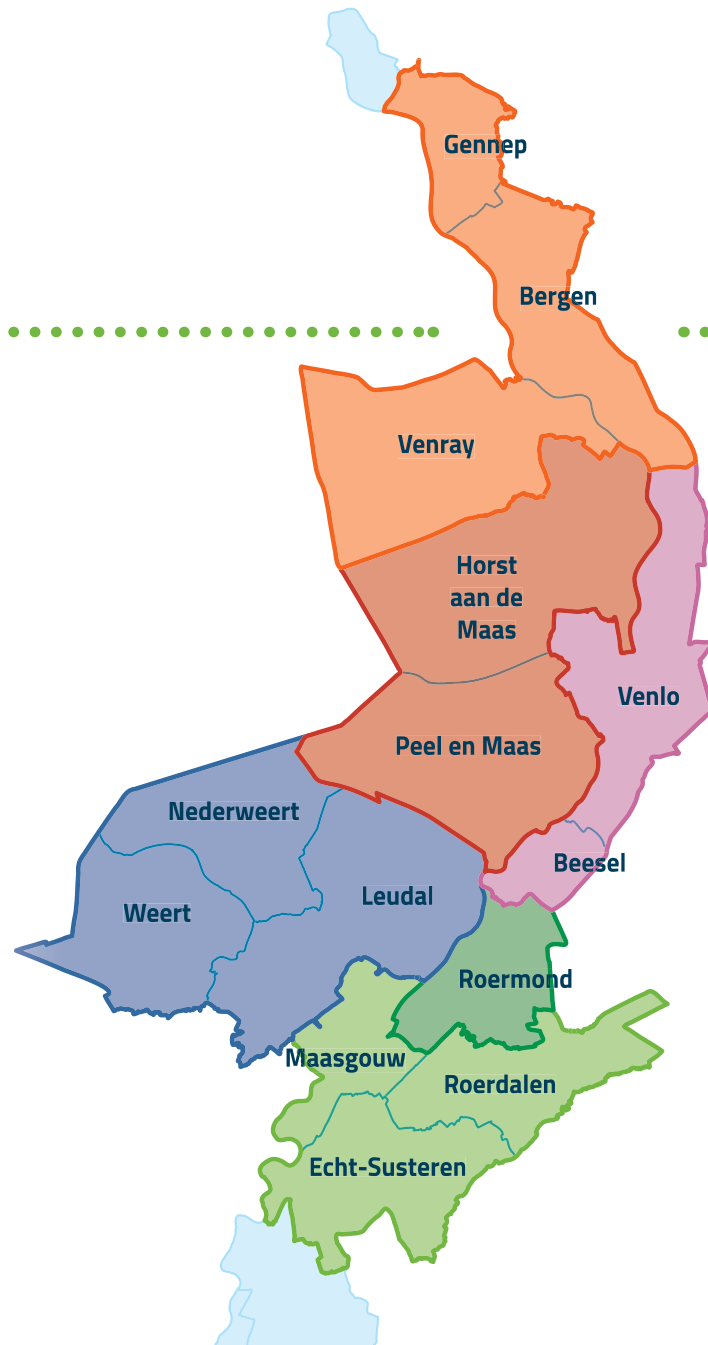 Gennep
Bergen
Venray
Horst
aan de
Maas
Venlo
Peel en Maas
Nederweert
Beesel
Leudal
Weert
Roermond
Maasgouw
Roerdalen
Echt-Susteren